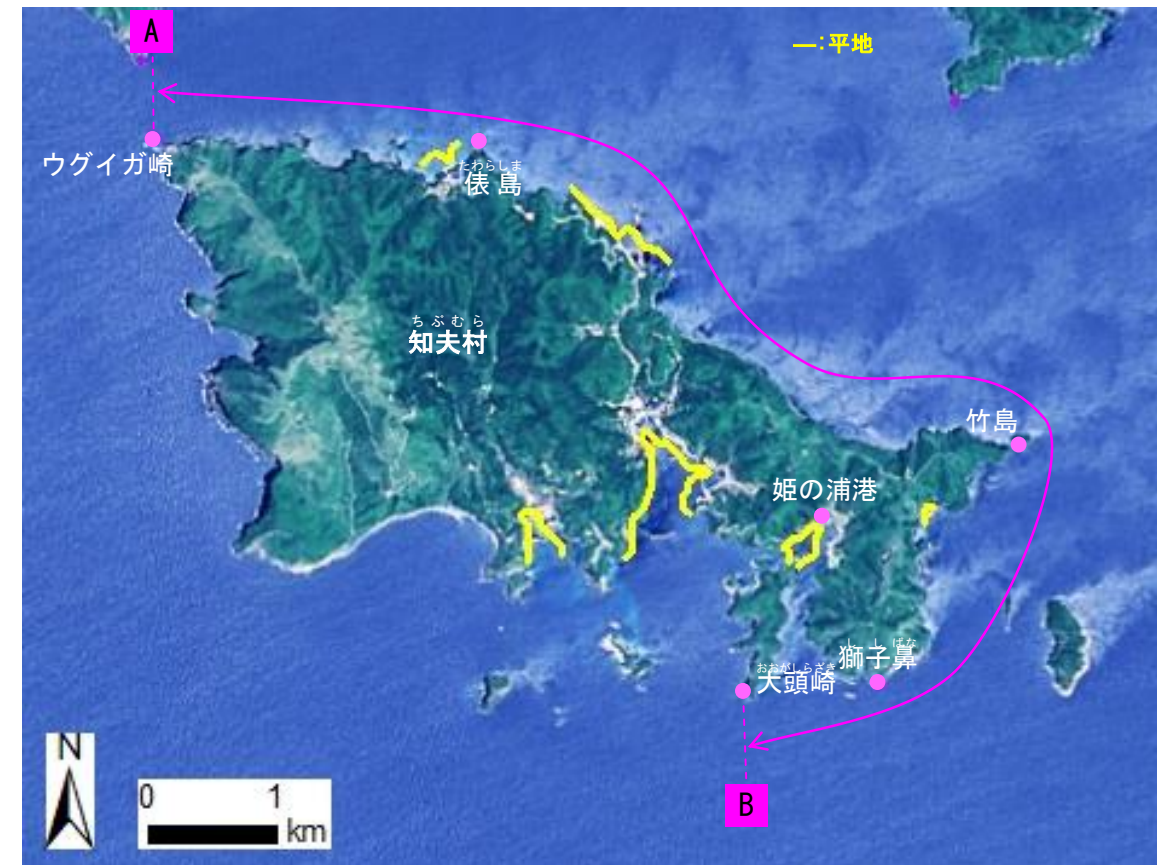 A
―：平地
ウグイガ崎
たわらしま
俵島
ちぶむら
知夫村
竹島
姫の浦港
ししばな
獅子鼻
おおがしらざき
大頭崎
N
0 1
km
B